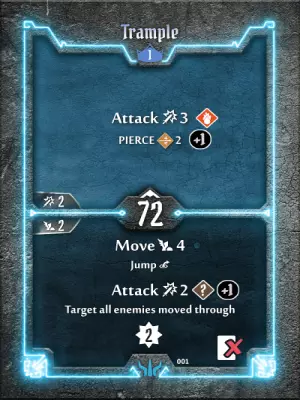 Trample
1
Attack 3
PIERCE 2 +1
2
72
2
Move 4
Jump
Attack 2 ? +1
Target all enemies moved through
2
001